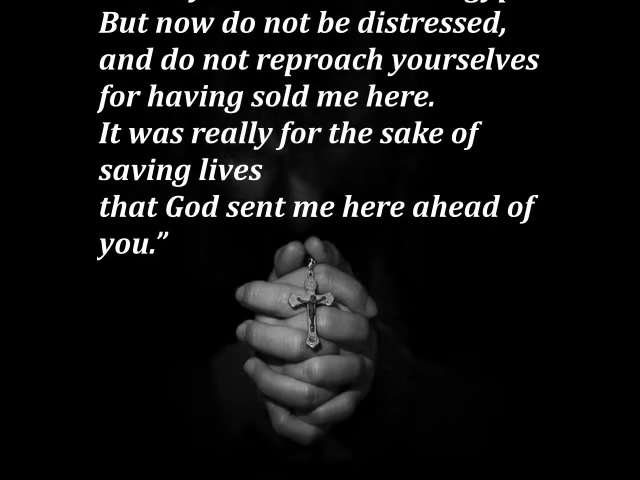 But now do not be distressed,
and do not reproach yourselves
for having sold me here.
It was really for the sake of
saving lives
that God sent me here ahead of
you.”